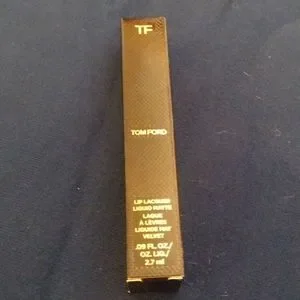 TF
TOM FORD
LIP LACQUER
LIQUID MATTE
LAQUE
À LÈVRES
LIQUIDE MAT
VELVET
.09 FL.OZ./
OZ. LIQ./
2.7 ml